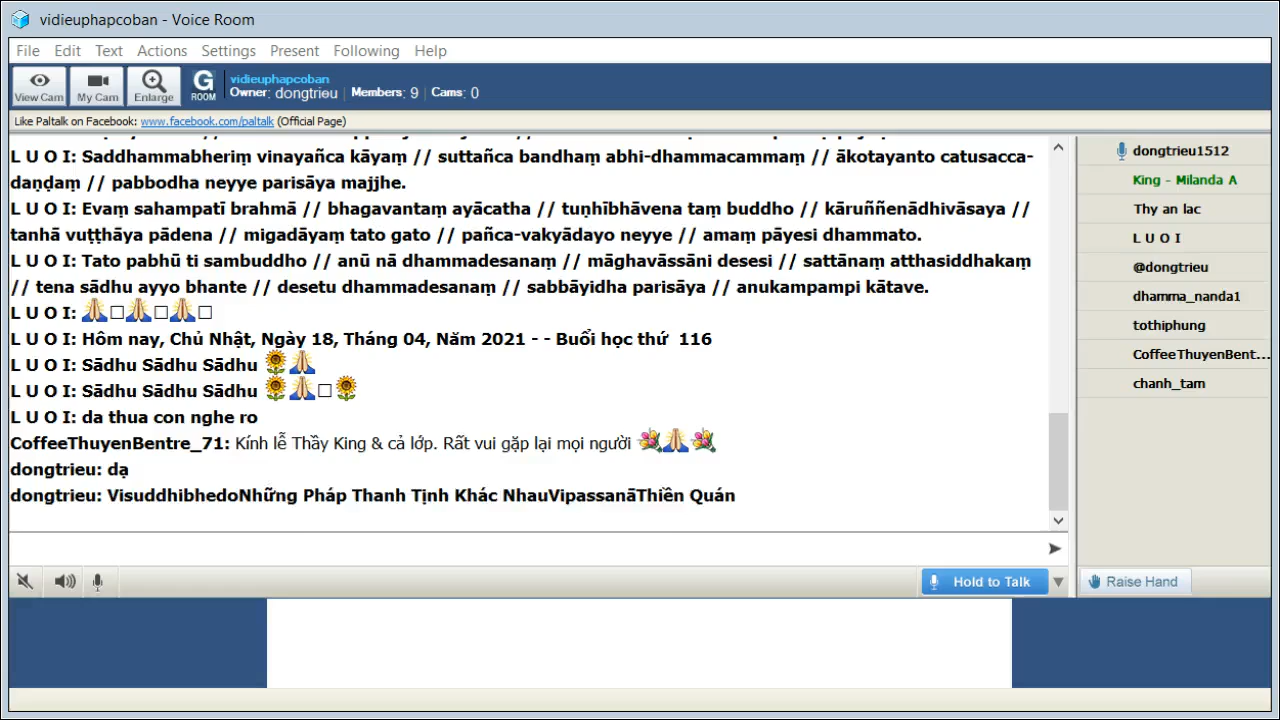 vidieuphapcoban - Voice Room
File Edit Text Actions Settings Present Following Help
View Cam My Cam Enlarge G ROOM
vidieuphapcoban
Owner: dongtrieu | Members: 9 | Cams: 0
Like Paltalk on Facebook: www.facebook.com/paltalk (Official Page)
L U O I: Saddhammabheriṃ vinayañca kāyaṃ // suttañca bandhaṃ abhi-dhammacammaṃ // ākotayanto catusacca-
daṇḍaṃ // pabbodha neyye parisāya majjhe.
L U O I: Evaṃ sahampatī brahmā // bhagavantaṃ ayācatha // tuṇhībhāvena taṃ buddho // kāruññenādhivāsaya //
tanhā vuṭṭhāya pādena // migadāyaṃ tato gato // pañca-vakyādayo neyye // amaṃ pāyesi dhammato.
L U O I: Tato pabhū ti sambuddho // anū nā dhammadesanaṃ // māghavāssāni desesi // sattānaṃ atthasiddhakaṃ
// tena sādhu ayyo bhante // desetu dhammadesanaṃ // sabbāyidha parisāya // anukampampi kātave.
L U O I: 🙏□🙏□🙏□
L U O I: Hôm nay, Chủ Nhật, Ngày 18, Tháng 04, Năm 2021 - - Buổi học thứ 116
L U O I: Sādhu Sādhu Sādhu 🌻🙏
L U O I: Sādhu Sādhu Sādhu 🌻🙏□🌻
L U O I: da thua con nghe ro
CoffeeThuyenBentre_71: Kính lễ Thầy King & cả lớp. Rất vui gặp lại mọi người 💐🙏💐
dongtrieu: dạ
dongtrieu: VisuddhibhedoNhững Pháp Thanh Tịnh Khác NhauVipassanāThiền Quán
Hold to Talk
dongtrieu1512
King - Milanda A
Thy an lac
L U O I
@dongtrieu
dhamma_nanda1
tothiphung
CoffeeThuyenBent...
chanh_tam
Raise Hand